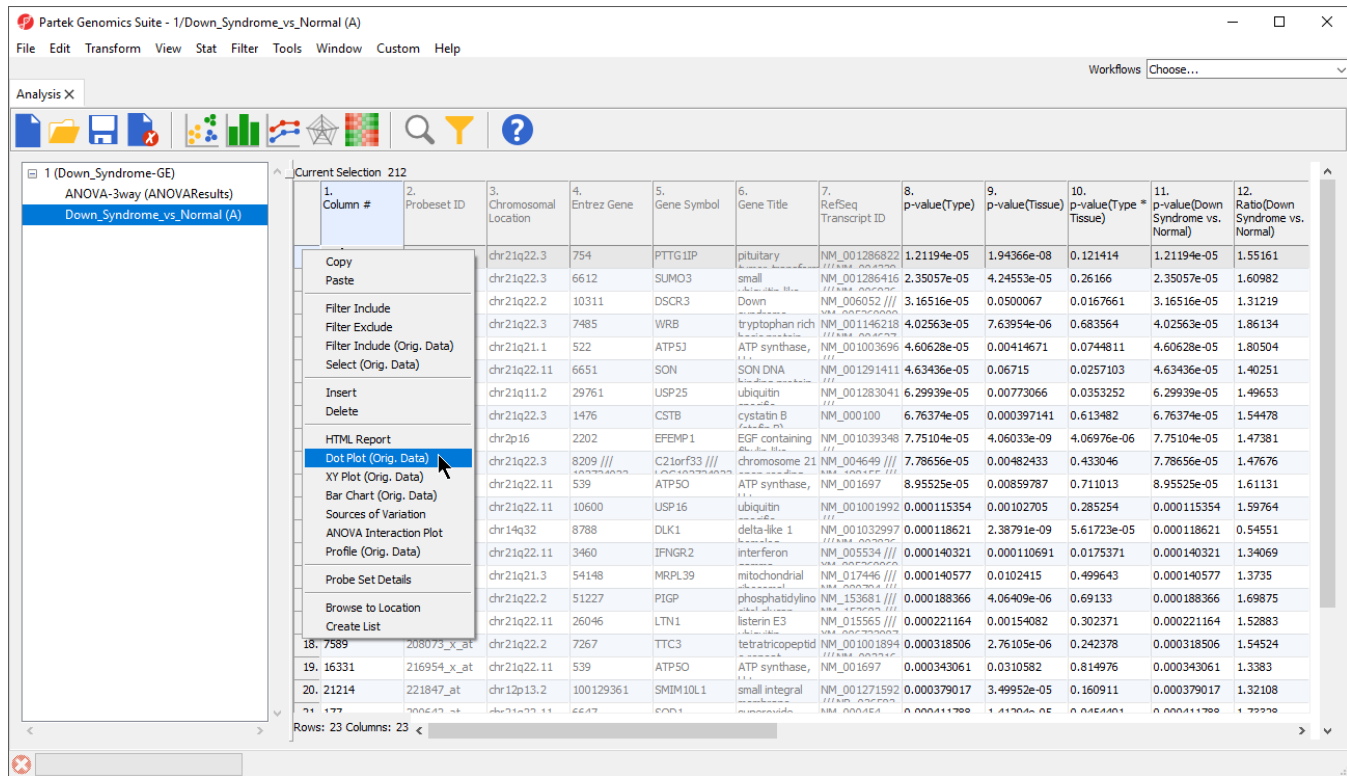 Partek Genomics Suite - 1/Down_Syndrome_vs_Normal (A)
File Edit Transform View Stat Filter Tools Window Custom Help
Workflows Choose...
Analysis X
1 (Down_Syndrome-GE)
ANOVA-3way (ANOVAResults)
Down_Syndrome_vs_Normal (A)
Current Selection 212
1. Column # 2. Probeset ID 3. Chromosomal Location 4. Entrez Gene 5. Gene Symbol 6. Gene Title 7. RefSeq Transcript ID 8. p-value(Type) 9. p-value(Tissue) 10. p-value(Type * Tissue) 11. p-value(Down Syndrome vs. Normal) 12. Ratio(Down Syndrome vs. Normal)
Copy
Paste
Filter Include
Filter Exclude
Filter Include (Orig. Data)
Select (Orig. Data)
Insert
Delete
HTML Report
Dot Plot (Orig. Data)
XY Plot (Orig. Data)
Bar Chart (Orig. Data)
Sources of Variation
ANOVA Interaction Plot
Profile (Orig. Data)
Probe Set Details
Browse to Location
Create List
chr21q22.3 754 PTTG1IP pituitary NM_001286822 1.21194e-05 1.94366e-08 0.121414 1.21194e-05 1.55161
chr21q22.3 6612 SUMO3 small NM_001286416 2.35057e-05 4.24553e-05 0.26166 2.35057e-05 1.60982
chr21q22.2 10311 DSCR3 Down NM_006052 /// 3.16516e-05 0.0500067 0.0167661 3.16516e-05 1.31219
chr21q22.3 7485 WRB tryptophan rich NM_001146218 4.02563e-05 7.63954e-06 0.683564 4.02563e-05 1.86134
chr21q21.1 522 ATP5J ATP synthase, NM_001003696 4.60628e-05 0.00414671 0.0744811 4.60628e-05 1.80504
chr21q22.11 6651 SON SON DNA NM_001291411 4.63436e-05 0.06715 0.0257103 4.63436e-05 1.40251
chr21q11.2 29761 USP25 ubiquitin NM_001283041 6.29939e-05 0.00773066 0.0353252 6.29939e-05 1.49653
chr21q22.3 1476 CSTB cystatin B NM_000100 6.76374e-05 0.000397141 0.613482 6.76374e-05 1.54478
chr2p16 2202 EFEMP1 EGF containing NM_001039348 7.75104e-05 4.06033e-09 4.06976e-06 7.75104e-05 1.47381
chr21q22.3 8209 /// C21orf33 /// chromosome 21 NM_004649 /// 7.78656e-05 0.00482433 0.433046 7.78656e-05 1.47676
chr21q22.11 539 ATP5O ATP synthase, NM_001697 8.95525e-05 0.00859787 0.711013 8.95525e-05 1.61131
chr21q22.11 10600 USP16 ubiquitin NM_001001992 0.000115354 0.00102705 0.285254 0.000115354 1.59764
chr14q32 8788 DLK1 delta-like 1 NM_001032997 0.000118621 2.38791e-09 5.61723e-05 0.000118621 0.54551
chr21q22.11 3460 IFNGR2 interferon NM_005534 /// 0.000140321 0.000110691 0.0175371 0.000140321 1.34069
chr21q21.3 54148 MRPL39 mitochondrial NM_017446 /// 0.000140577 0.0102415 0.499643 0.000140577 1.3735
chr21q22.2 51227 PIGP phosphatidylino NM_153681 /// 0.000188366 4.06409e-06 0.69133 0.000188366 1.69875
chr21q22.11 26046 LTN1 listerin E3 NM_015565 /// 0.000221164 0.00154082 0.302371 0.000221164 1.52883
18. 7589 208073_x_at chr21q22.2 7267 TTC3 tetratricopeptid NM_001001894 0.000318506 2.76105e-06 0.242378 0.000318506 1.54524
19. 16331 216954_x_at chr21q22.11 539 ATP5O ATP synthase, NM_001697 0.000343061 0.0310582 0.814976 0.000343061 1.3383
20. 21214 221847_at chr12p13.2 100129361 SMIM10L1 small integral NM_001271592 0.000379017 3.49952e-05 0.160911 0.000379017 1.32108
Rows: 23 Columns: 23